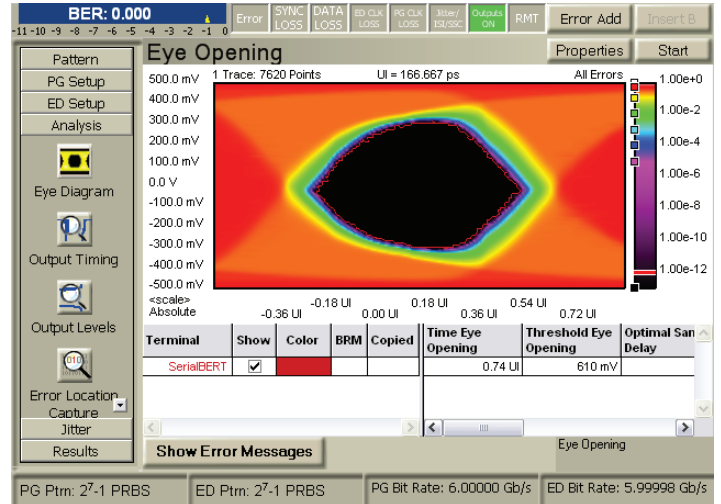 BER: 0.000
-11 -10 -9 -8 -7 -6 -5 -4 -3 -2 -1 0
Error
SYNC LOSS
DATA LOSS
ED CLK LOSS
PG CLK LOSS
Jitter/ ISI/SSC
Outputs ON
RMT
Error Add
Insert B
Eye Opening
Properties
Start
Pattern
PG Setup
ED Setup
Analysis
Eye Diagram
Output Timing
Output Levels
010
Error Location Capture
Jitter
Results
1 Trace: 7620 Points
UI = 166.667 ps
All Errors
500.0 mV
400.0 mV
300.0 mV
200.0 mV
100.0 mV
0.0 V
-100.0 mV
-200.0 mV
-300.0 mV
-400.0 mV
-500.0 mV
1.00e+0
1.00e-2
1.00e-4
1.00e-6
1.00e-8
1.00e-10
1.00e-12
<scale>
Absolute
-0.36 UI
-0.18 UI
0.00 UI
0.18 UI
0.36 UI
0.54 UI
0.72 UI
Terminal Show Color BRM Copied Time Eye Opening Threshold Eye Opening Optimal San Delay
SerialBERT 0.74 UI 610 mV
Show Error Messages
Eye Opening
PG Ptrn: 2^7-1 PRBS
ED Ptrn: 2^7-1 PRBS
PG Bit Rate: 6.00000 Gb/s
ED Bit Rate: 5.99998 Gb/s